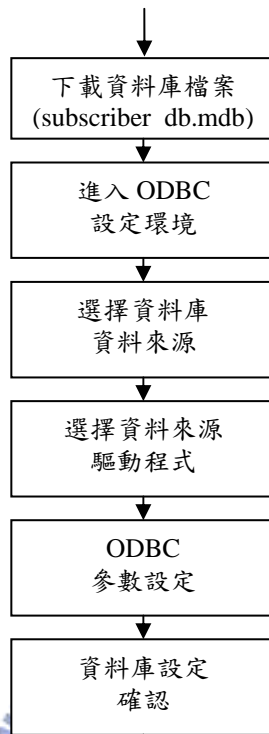 下載資料庫檔案
(subscriber db.mdb)
進入 ODBC
設定環境
選擇資料庫
資料來源
選擇資料來源
驅動程式
ODBC
參數設定
資料庫設定
確認